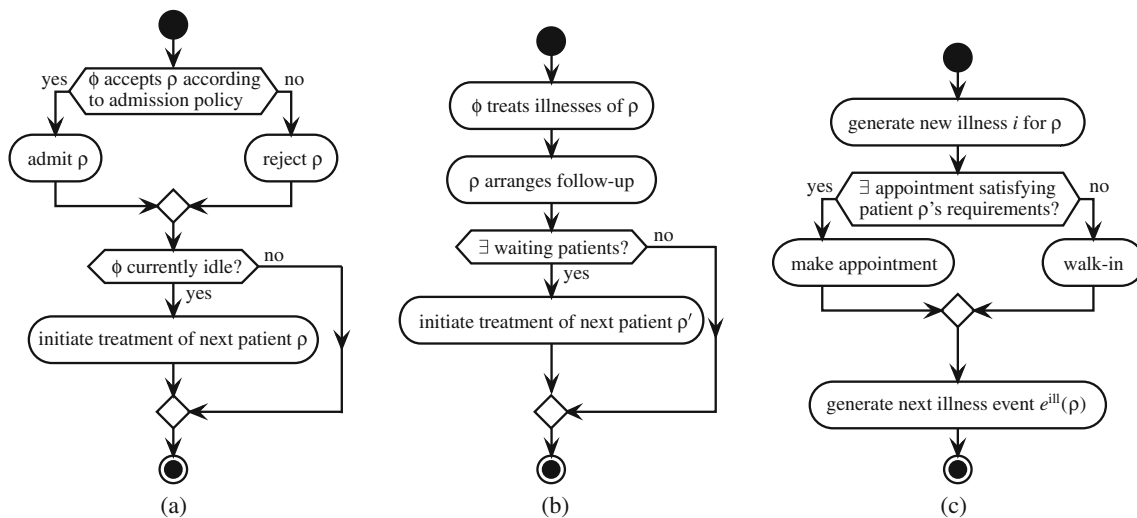 yes
ϕ accepts ρ according
to admission policy
no
admit ρ
reject ρ
ϕ currently idle?
no
yes
initiate treatment of next patient ρ
(a)
ϕ treats illnesses of ρ
ρ arranges follow-up
∃ waiting patients?
no
yes
initiate treatment of next patient ρ′
(b)
generate new illness i for ρ
yes
∃ appointment satisfying
patient ρ's requirements?
no
make appointment
walk-in
generate next illness event e^ill(ρ)
(c)